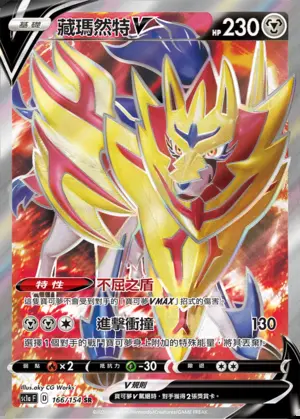 基礎 藏瑪然特V HP 230
特性 不屈之盾
這隻寶可夢不會受到對手的「寶可夢VMAX」招式的傷害。
進擊衝撞 130
選擇1個對手的戰鬥寶可夢身上附加的特殊能量，將其丟棄。
弱點 ×2 抵抗力 -30 撤退
V規則
寶可夢V氣絕時，對手獲得2張獎賞卡。
illus.aky CG Works
sc1a F D 166/154 SR